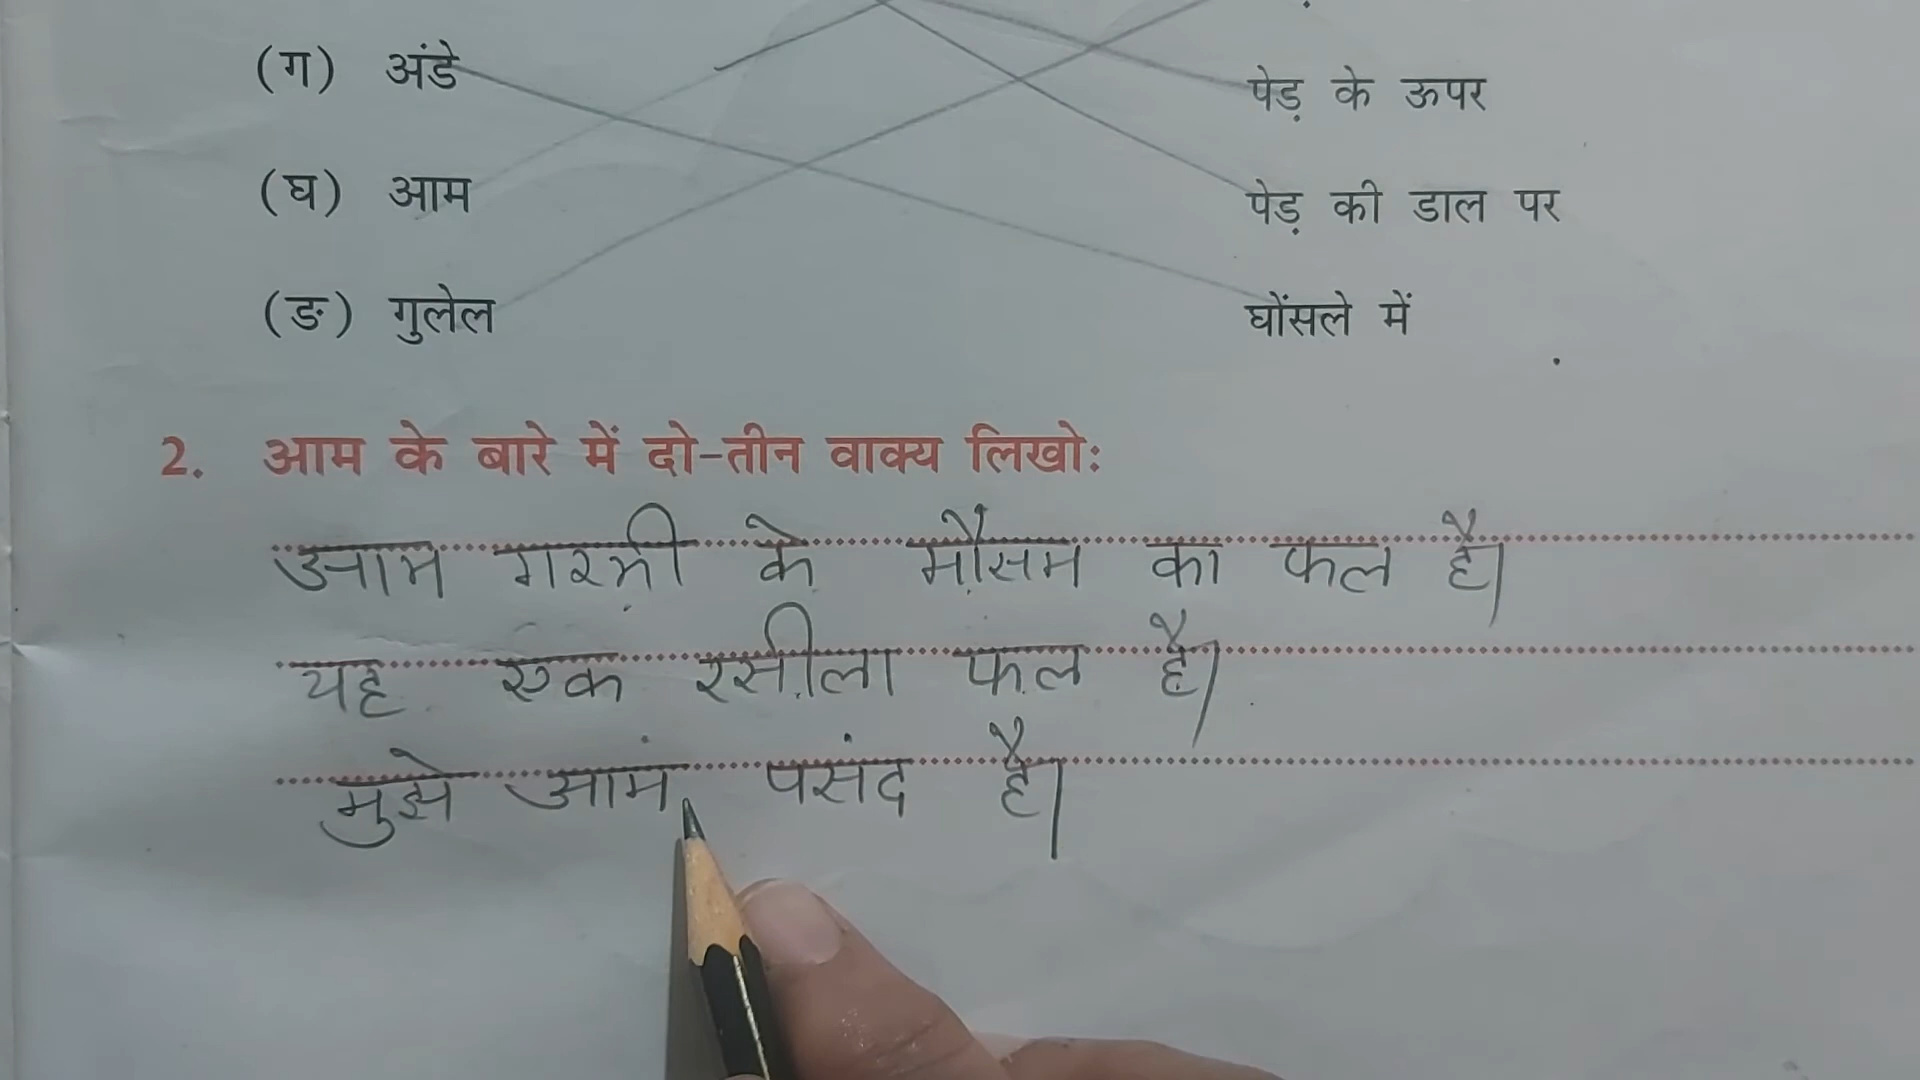 (ग) अंडे पेड़ के ऊपर
(घ) आम पेड़ की डाल पर
(ङ) गुलेल घोंसले में
2. आम के बारे में दो-तीन वाक्य लिखो:
आम गरमी के मौसम का फल है।
यह एक रसीला फल है।
मुझे आम पसंद है।